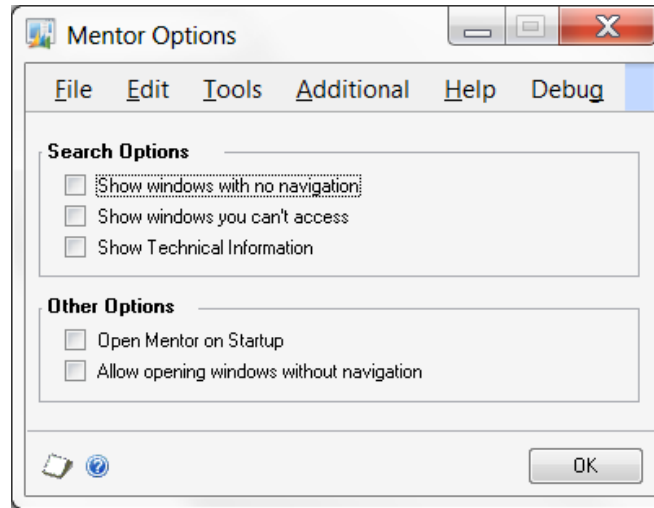 Mentor Options
File Edit Tools Additional Help Debug
Search Options
Show windows with no navigation
Show windows you can't access
Show Technical Information
Other Options
Open Mentor on Startup
Allow opening windows without navigation
OK